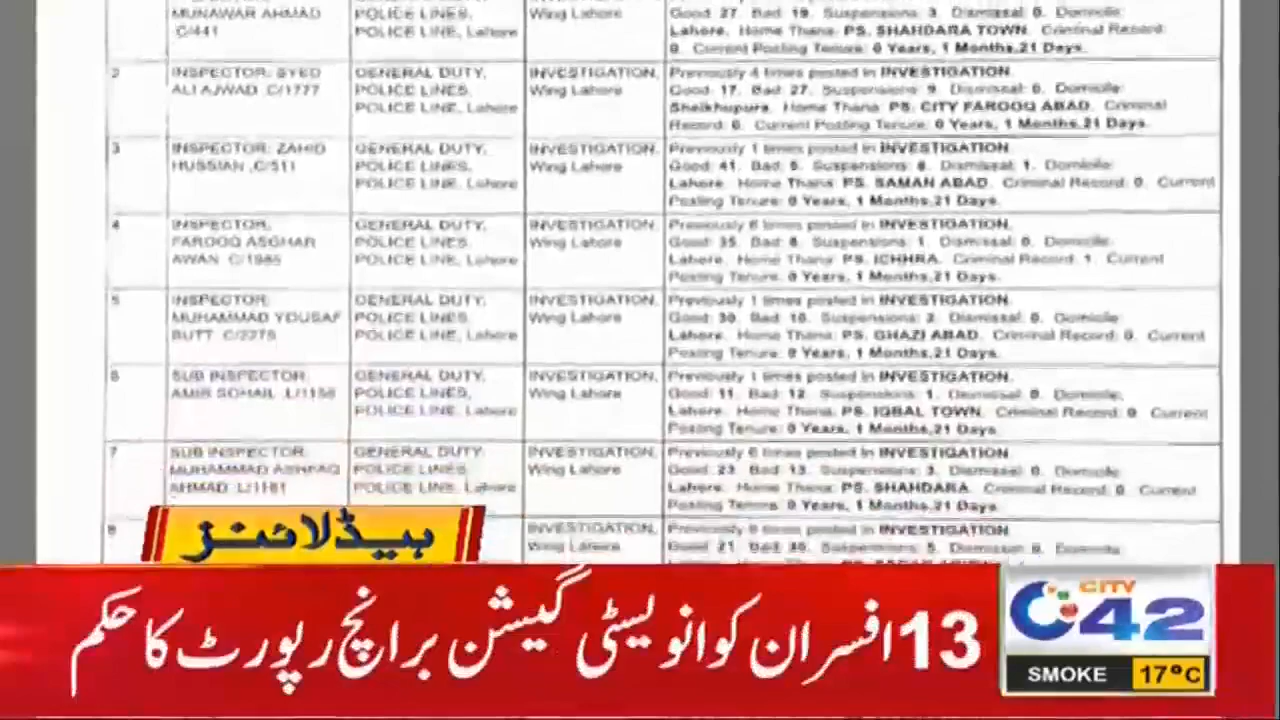 MUNAWAR AHMAD
C/441
POLICE LINES,
POLICE LINE, Lahore
Wing Lahore
Good: 27. Bad: 19. Suspensions: 3. Dismissal: 0. Domicile:
Lahore. Home Thana: PS. SHAHDARA TOWN. Criminal Record:
0. Current Posting Tenure: 0 Years, 1 Months,21 Days.
2
INSPECTOR. SYED
ALI AJWAD C/1777
GENERAL DUTY,
POLICE LINES,
POLICE LINE, Lahore
INVESTIGATION,
Wing Lahore
Previously 4 times posted in INVESTIGATION.
Good: 17. Bad: 27. Suspensions: 9. Dismissal: 0. Domicile:
Sheikhupura. Home Thana: PS. CITY FAROOQ ABAD. Criminal
Record: 0. Current Posting Tenure: 0 Years, 1 Months,21 Days.
3
INSPECTOR. ZAHID
HUSSIAN ,C/511
GENERAL DUTY,
POLICE LINES,
POLICE LINE, Lahore
INVESTIGATION,
Wing Lahore
Previously 1 times posted in INVESTIGATION.
Good: 41. Bad: Suspensions: Dismissal: 1. Domicile:
Lahore. Home Thana: PS. SAMAN ABAD. Criminal Record: 0. Current
Posting Tenure: 0 Years, 1 Months,21 Days.
4
INSPECTOR.
FAROOQ ASGHAR
AWAN C/1985
GENERAL DUTY,
POLICE LINES,
POLICE LINE, Lahore
INVESTIGATION,
Wing Lahore
Previously 6 times posted in INVESTIGATION.
Good: 35. Bad: 8. Suspensions: 1. Dismissal: 0. Domicile:
Lahore. Home Thana: PS. ICHHRA. Criminal Record: 1. Current
Posting Tenure: 0 Years, 1 Months,21 Days.
5
INSPECTOR.
MUHAMMAD YOUSAF
BUTT C/2275
GENERAL DUTY,
POLICE LINES,
POLICE LINE, Lahore
INVESTIGATION,
Wing Lahore
Previously 1 times posted in INVESTIGATION.
Good: 30. Bad: 10. Suspensions: 2. Dismissal: 0. Domicile:
Lahore. Home Thana: PS. GHAZI ABAD. Criminal Record: 0. Current
Posting Tenure: 0 Years, 1 Months,21 Days.
6
SUB INSPECTOR.
AMIR SOHAIL
GENERAL DUTY,
POLICE LINES,
POLICE LINE, Lahore
INVESTIGATION,
Wing Lahore
Previously 1 times posted in INVESTIGATION.
Good: 11. Bad: 12. Suspensions: 1. Dismissal: 0. Domicile:
Lahore. Home Thana: PS. IQBAL TOWN. Criminal Record: 0. Current
Posting Tenure: 0 Years, 1 Months,21 Days.
7
SUB INSPECTOR.
MUHAMMAD ASHFAQ
AHMAD L/1161
GENERAL DUTY,
POLICE LINES,
POLICE LINE, Lahore
INVESTIGATION,
Wing Lahore
Previously 6 times posted in INVESTIGATION.
Good: 23. Bad: 13. Suspensions: 3. Dismissal: 0. Domicile:
Lahore. Home Thana: PS. SHAHDARA. Criminal Record: 0. Current
Posting Tenure: 0 Years, 1 Months,21 Days.
8
INVESTIGATION,
Wing Lahore
Previously times posted in INVESTIGATION.
Good: 21. Bad: Suspensions: 5. Dismissal: 0. Domicile:
ہیڈلائنز
13 افسران کو انویسٹی گیشن برانچ رپورٹ کا حکم
CITY
42
SMOKE 17°C